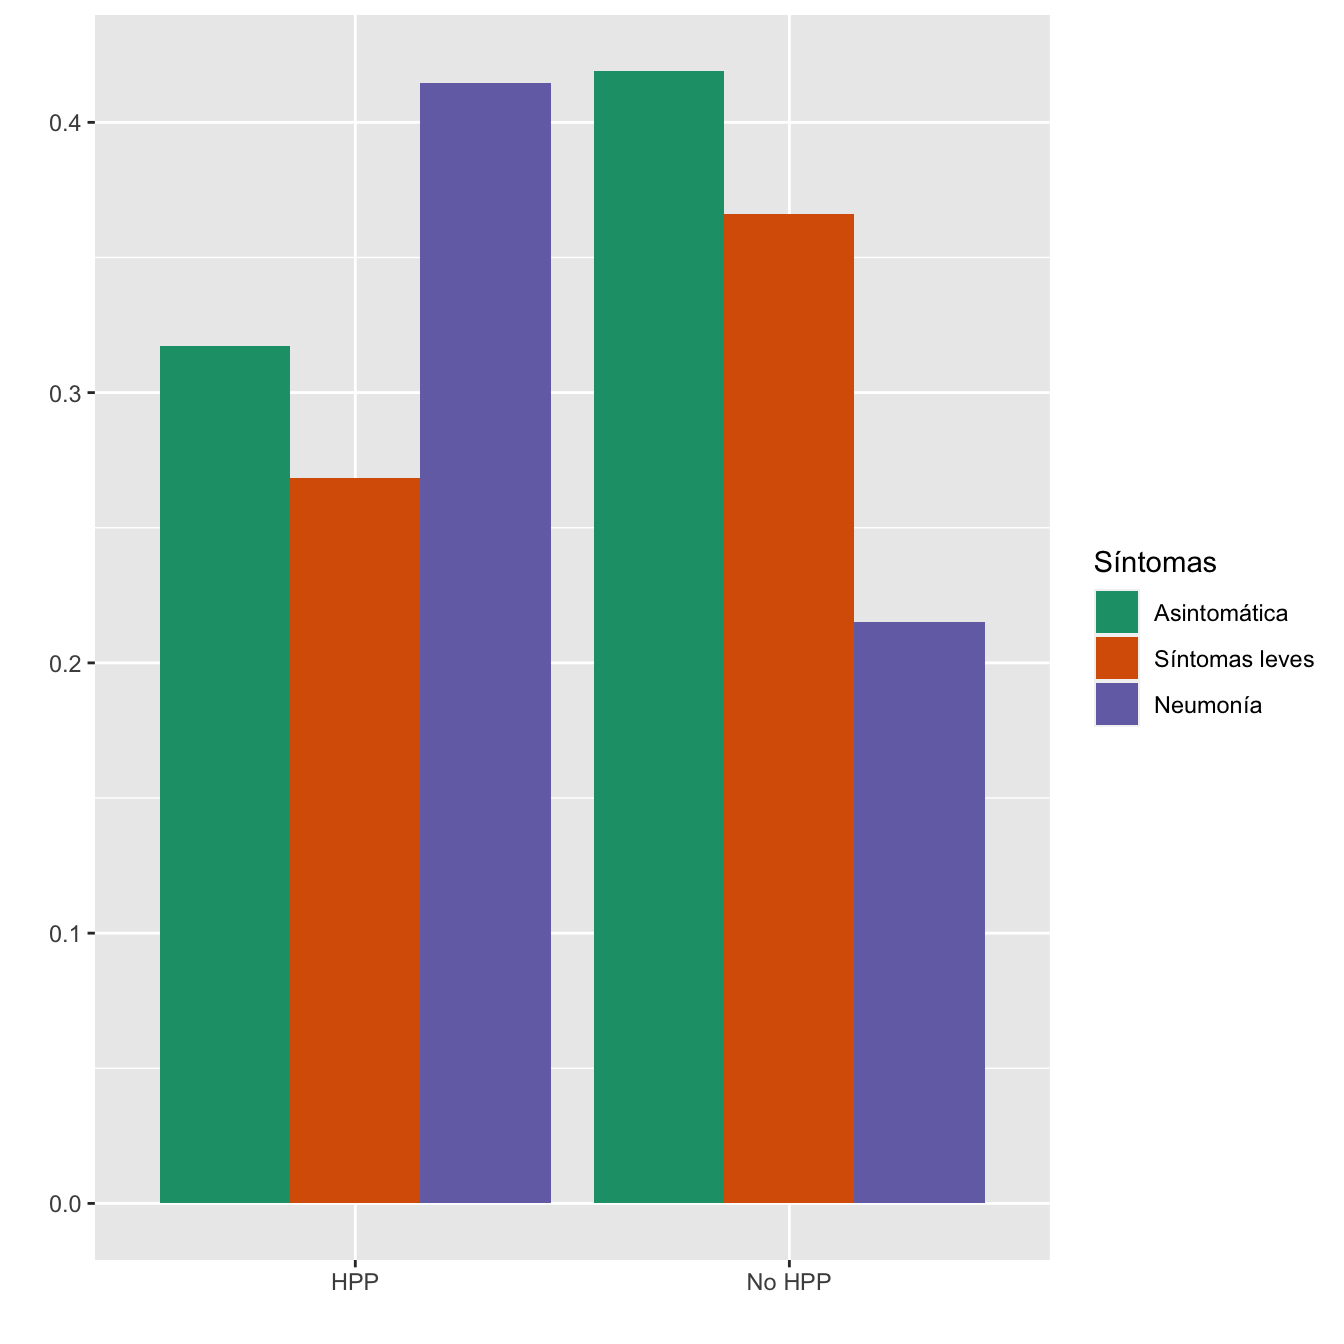 0.4
0.3
0.2
0.1
0.0
HPP
No HPP
Síntomas
Asintomática
Síntomas leves
Neumonía